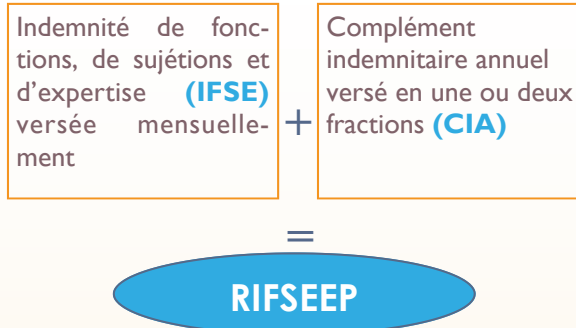 Indemnité de fonc-
tions, de sujétions et
d'expertise (IFSE)
versée mensuelle-
ment
+
Complément
indemnitaire annuel
versé en une ou deux
fractions (CIA)
=
RIFSEEP